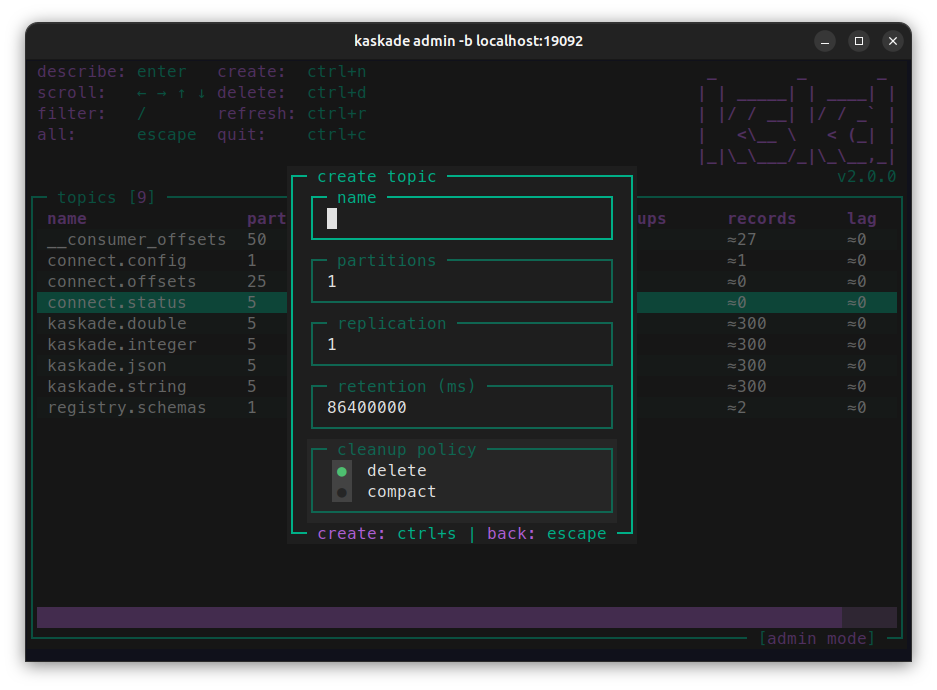 kaskade admin -b localhost:19092
describe: enter create: ctrl+n
scroll: ← → ↑ ↓ delete: ctrl+d
filter: / refresh: ctrl+r
all: escape quit: ctrl+c
v2.0.0
topics [9]
name part ups records lag
__consumer_offsets 50 ≈27 ≈0
connect.config 1 ≈1 ≈0
connect.offsets 25 ≈0 ≈0
connect.status 5 ≈0 ≈0
kaskade.double 5 ≈300 ≈0
kaskade.integer 5 ≈300 ≈0
kaskade.json 5 ≈300 ≈0
kaskade.string 5 ≈300 ≈0
registry.schemas 1 ≈2 ≈0
create topic
name
partitions
1
replication
1
retention (ms)
86400000
cleanup policy
delete
compact
create: ctrl+s | back: escape
[admin mode]